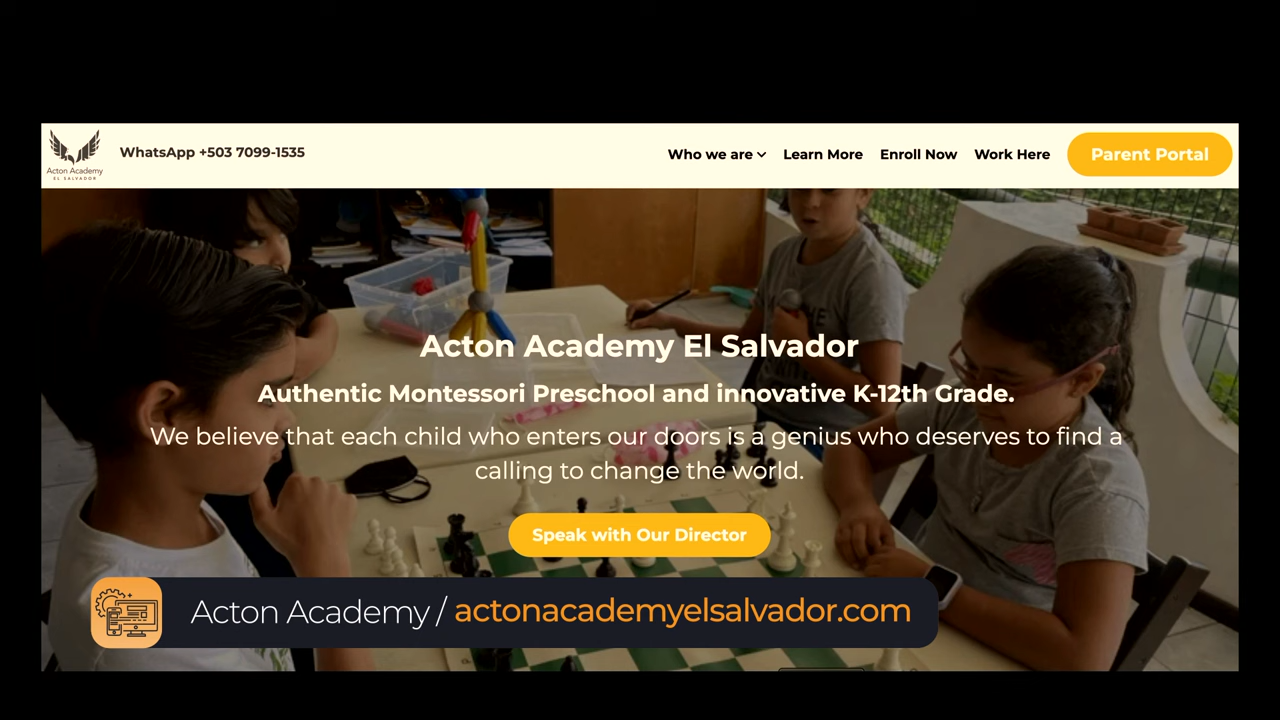 Acton Academy
EL SALVADOR
WhatsApp +503 7099-1535
Who we are
Learn More
Enroll Now
Work Here
Parent Portal
Acton Academy El Salvador
Authentic Montessori Preschool and innovative K-12th Grade.
We believe that each child who enters our doors is a genius who deserves to find a
calling to change the world.
Speak with Our Director
Acton Academy / actonacademyelsalvador.com